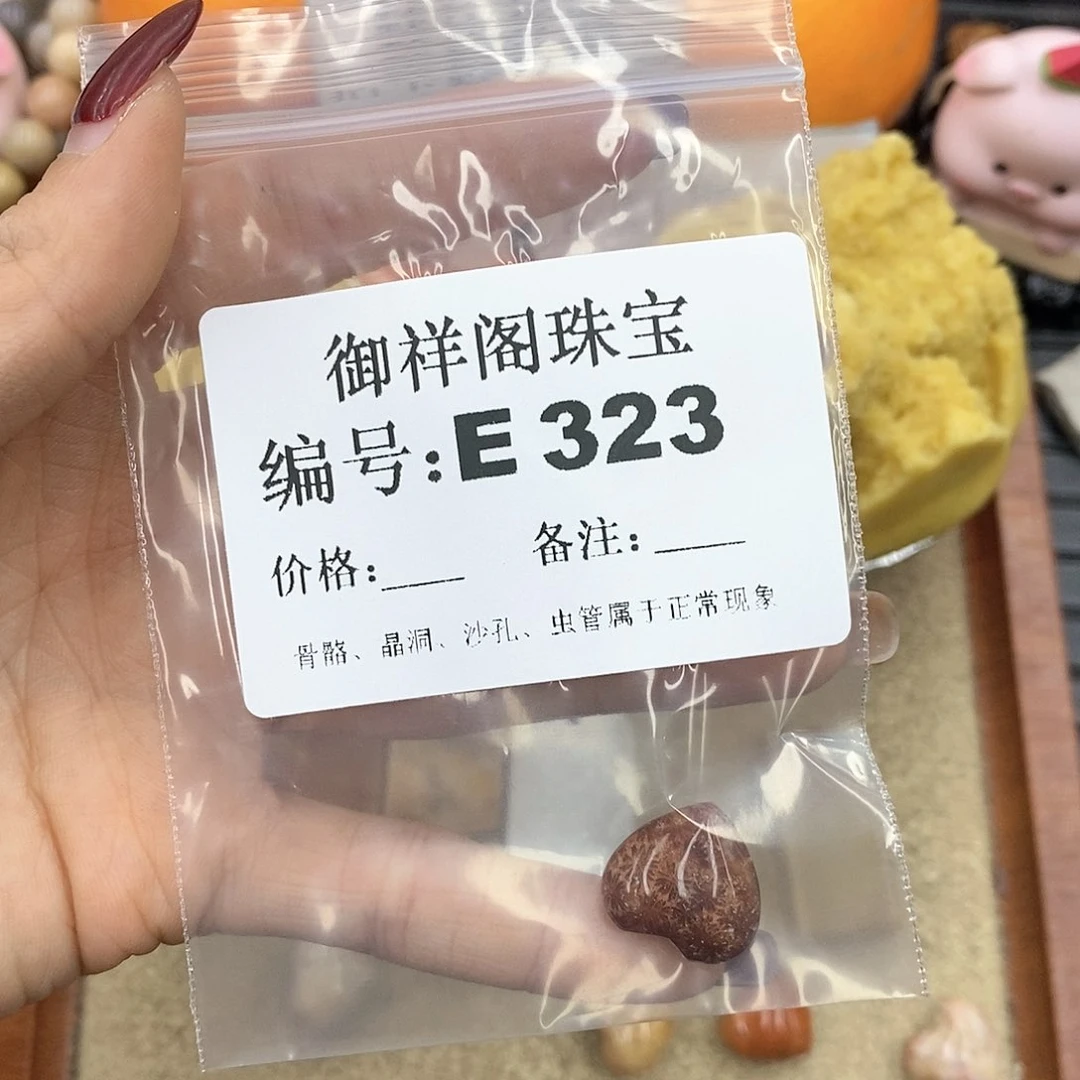 御祥阁珠宝
编号:E 323
价格:____ 备注:____
骨骼、晶洞、沙孔、虫管属于正常现象